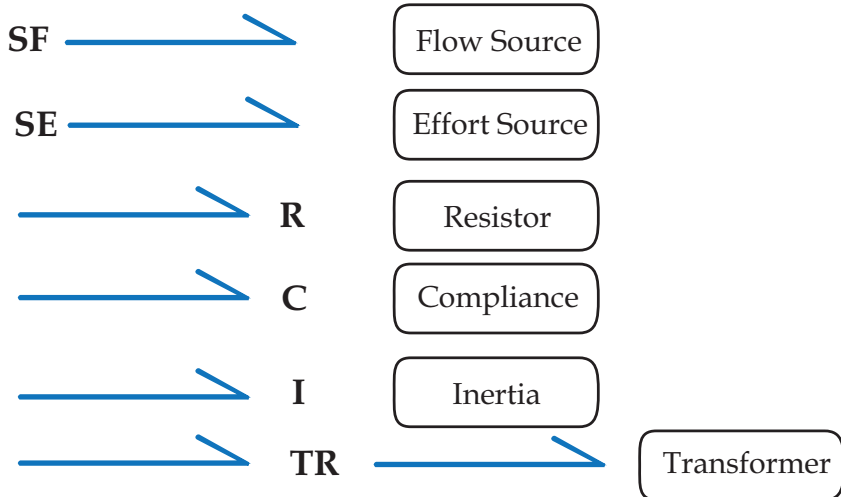 SF Flow Source
SE Effort Source
R Resistor
C Compliance
I Inertia
TR Transformer